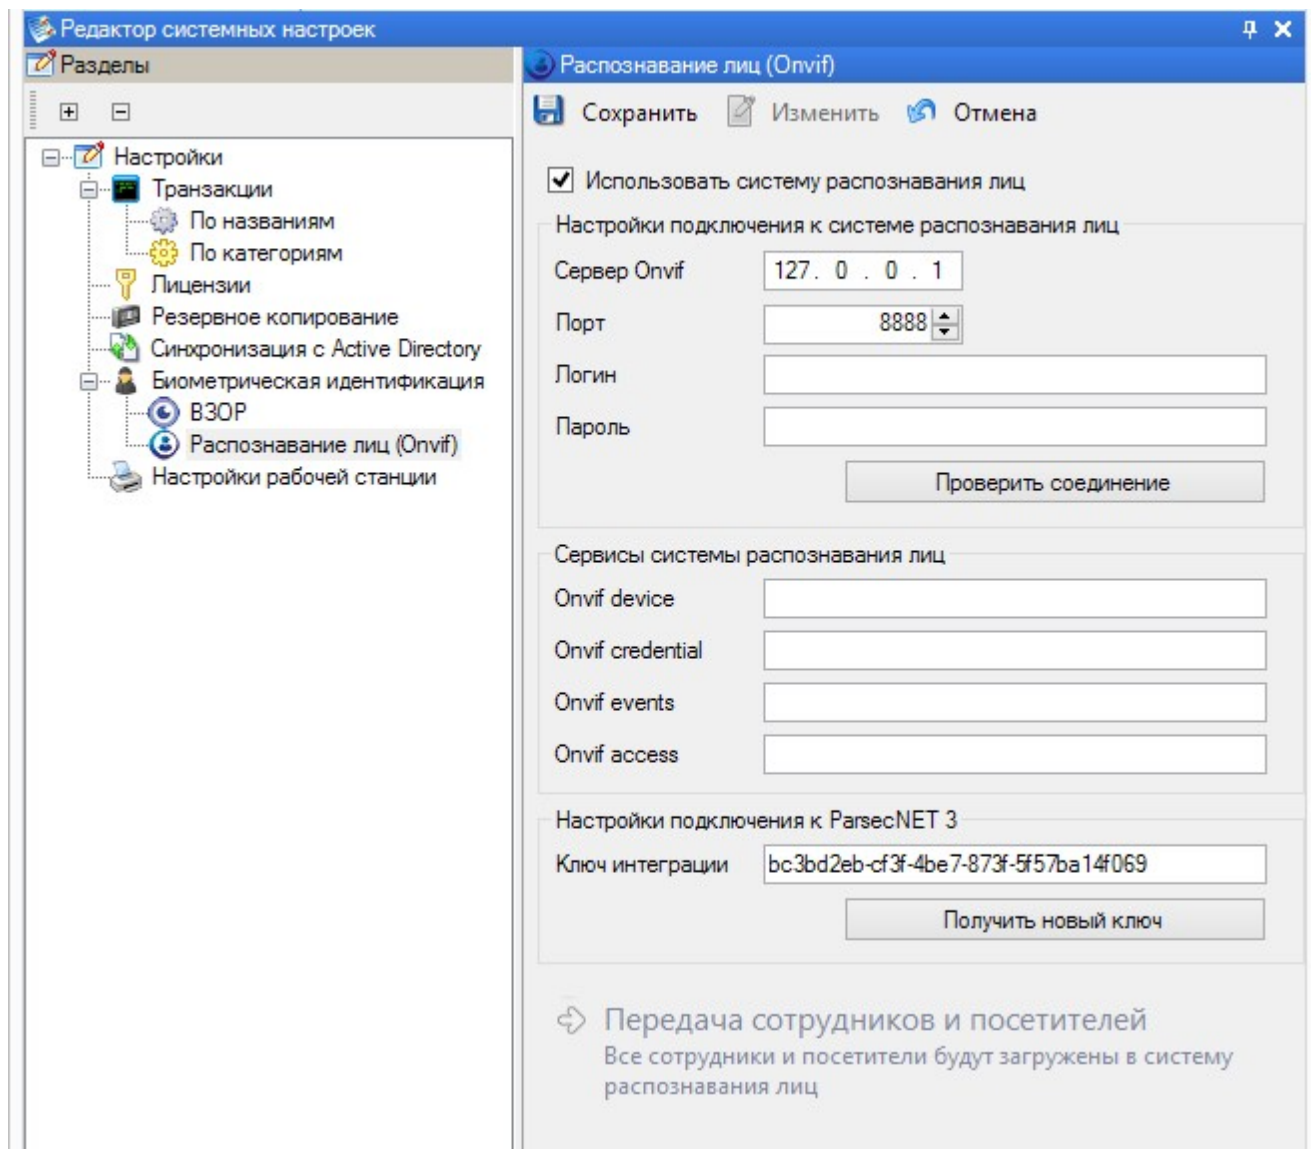 Редактор системных настроек
Разделы
Настройки
Транзакции
По названиям
По категориям
Лицензии
Резервное копирование
Синхронизация с Active Directory
Биометрическая идентификация
ВЗОР
Распознавание лиц (Onvif)
Настройки рабочей станции
Распознавание лиц (Onvif)
Сохранить Изменить Отмена
Использовать систему распознавания лиц
Настройки подключения к системе распознавания лиц
Сервер Onvif 127. 0 . 0 . 1
Порт 8888
Логин
Пароль
Проверить соединение
Сервисы системы распознавания лиц
Onvif device
Onvif credential
Onvif events
Onvif access
Настройки подключения к ParsecNET 3
Ключ интеграции bc3bd2eb-cf3f-4be7-873f-5f57ba14f069
Получить новый ключ
Передача сотрудников и посетителей
Все сотрудники и посетители будут загружены в систему
распознавания лиц